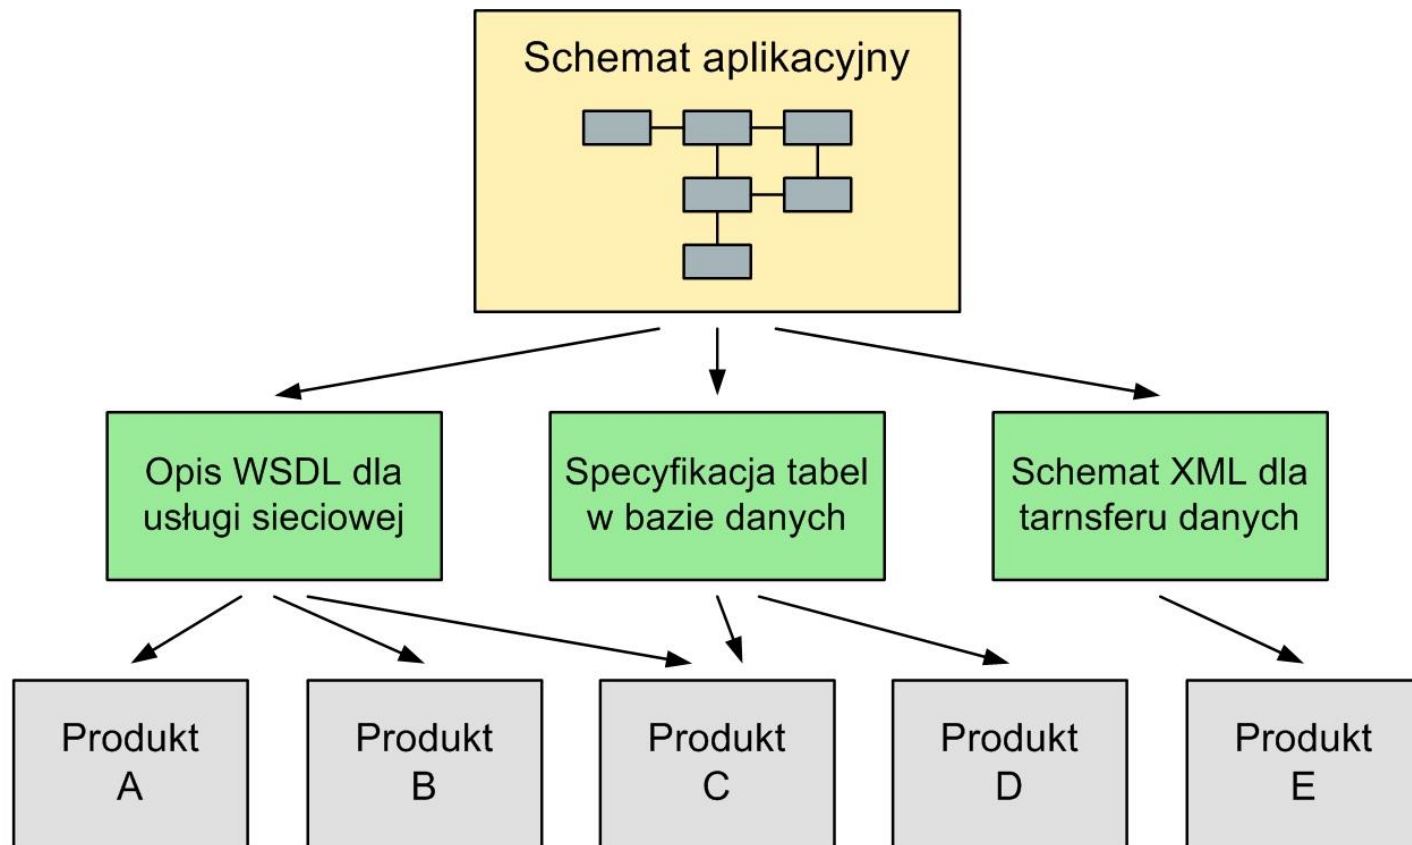 Schemat aplikacyjny
Opis WSDL dla
usługi sieciowej
Specyfikacja tabel
w bazie danych
Schemat XML dla
tarnsferu danych
Produkt
A
Produkt
B
Produkt
C
Produkt
D
Produkt
E